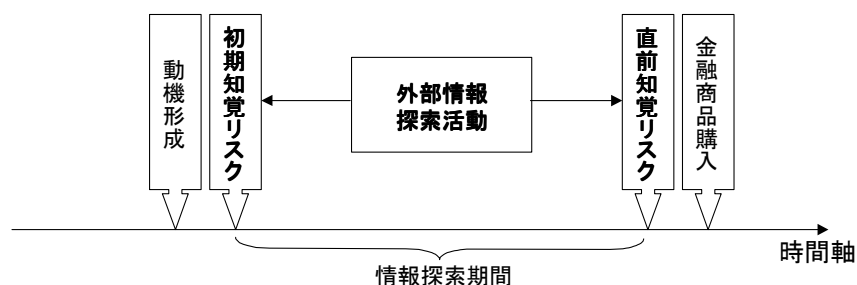 動機形成
初期知覚リスク
外部情報
探索活動
直前知覚リスク
金融商品購入
時間軸
情報探索期間